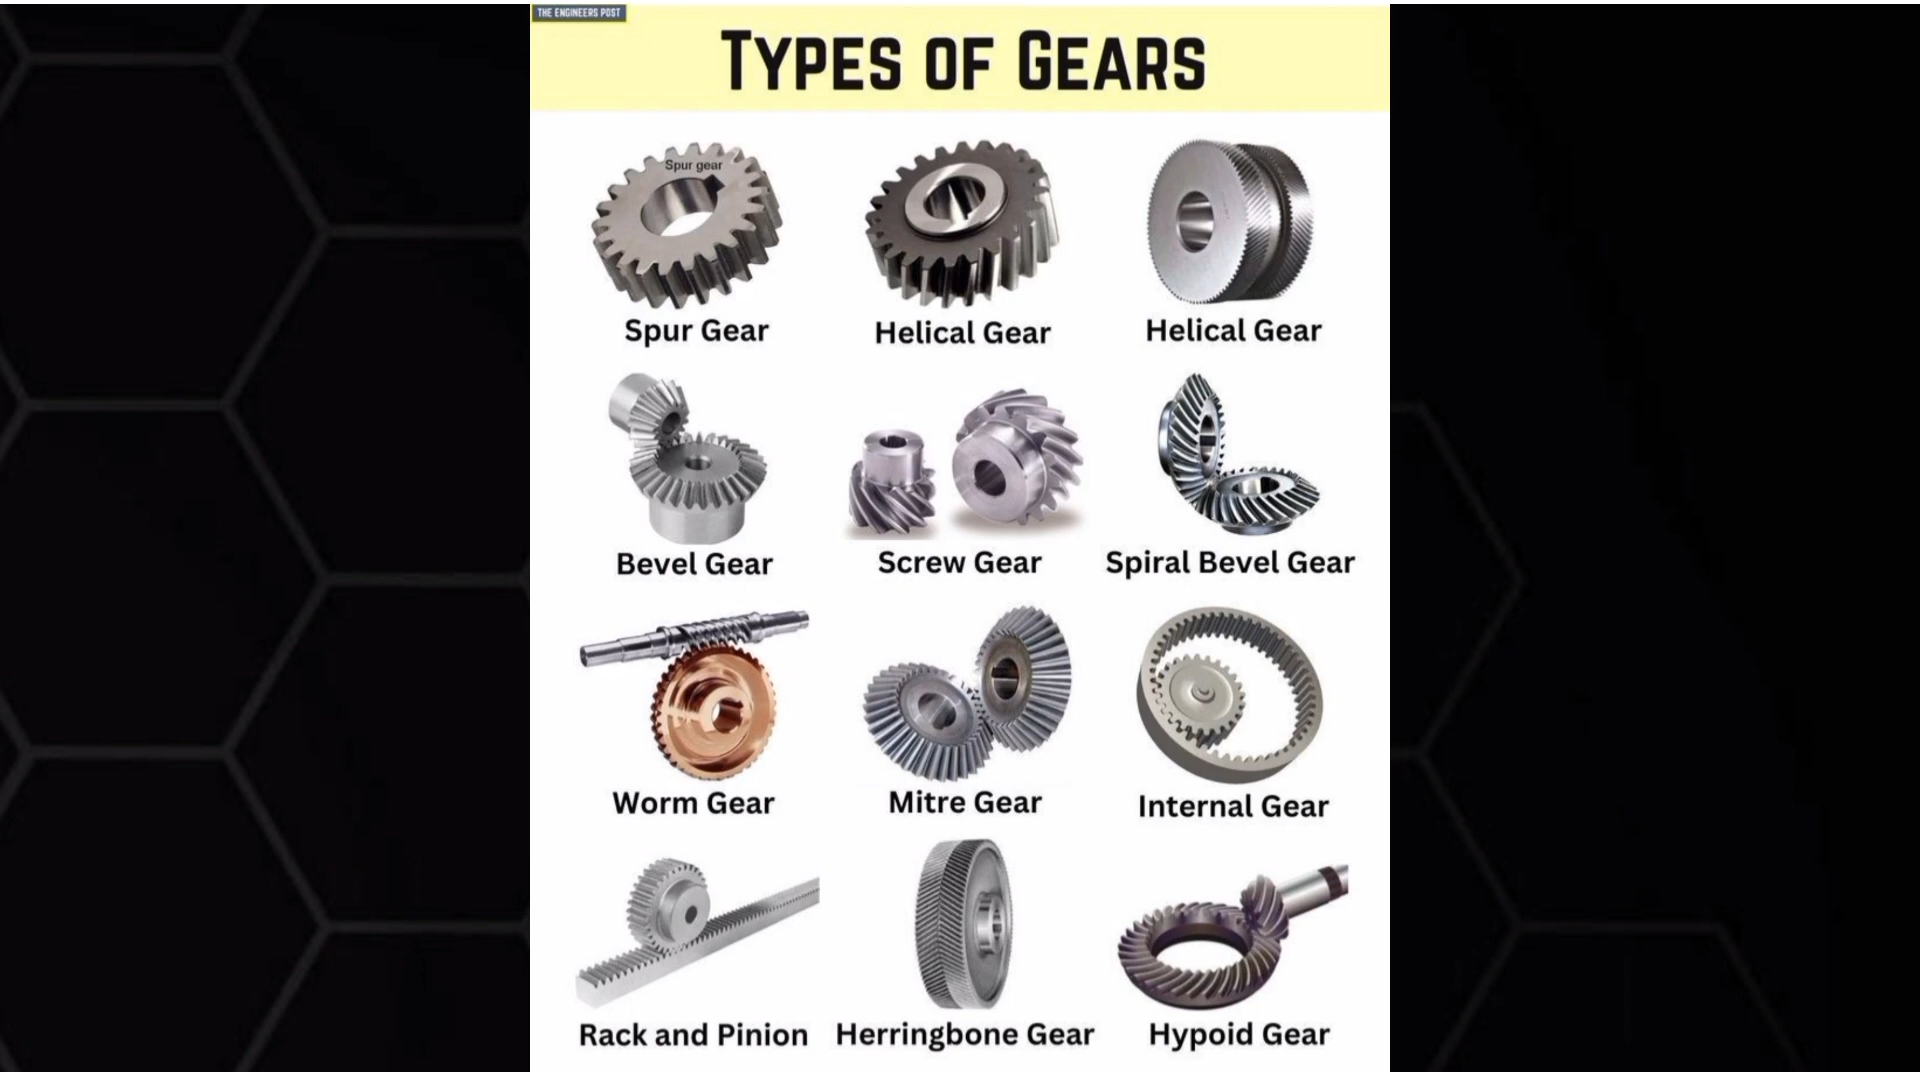 THE ENGINEERS POST
TYPES OF GEARS
Spur gear
Spur Gear
Helical Gear
Helical Gear
Bevel Gear
Screw Gear
Spiral Bevel Gear
Worm Gear
Mitre Gear
Internal Gear
Rack and Pinion
Herringbone Gear
Hypoid Gear